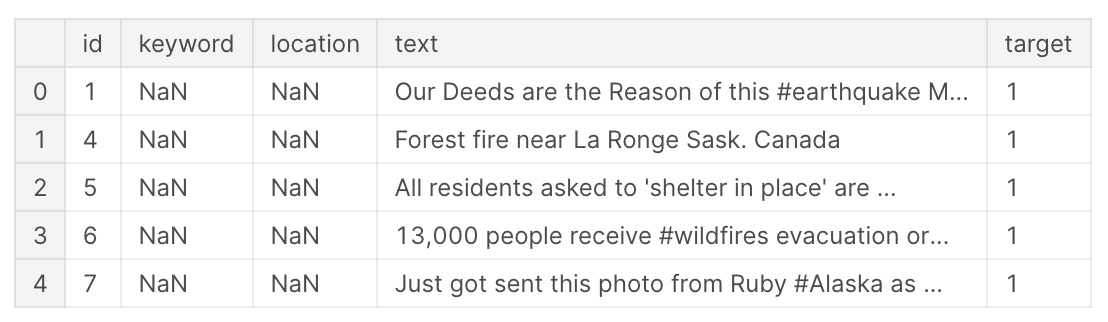 id keyword location text target
0 1 NaN NaN Our Deeds are the Reason of this #earthquake M... 1
1 4 NaN NaN Forest fire near La Ronge Sask. Canada 1
2 5 NaN NaN All residents asked to 'shelter in place' are ... 1
3 6 NaN NaN 13,000 people receive #wildfires evacuation or... 1
4 7 NaN NaN Just got sent this photo from Ruby #Alaska as ... 1